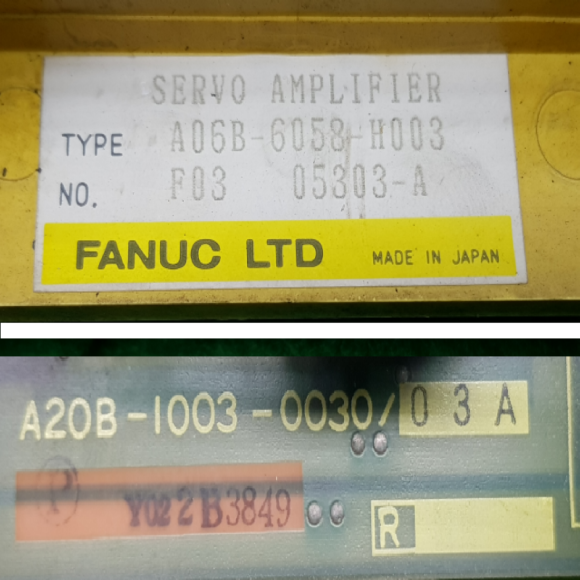 SERVO AMPLIFIER
TYPE A06B-6058-H003
NO. F03 05303-A
FANUC LTD MADE IN JAPAN
A20B-1003-0030/03A
P Y022B3849
R